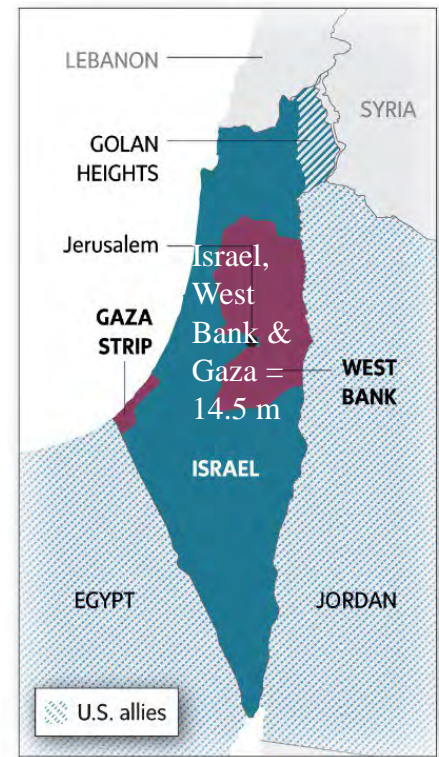 LEBANON
SYRIA
GOLAN
HEIGHTS
Jerusalem
Israel,
West
Bank &
Gaza =
14.5 m
GAZA
STRIP
WEST
BANK
ISRAEL
EGYPT
JORDAN
U.S. allies